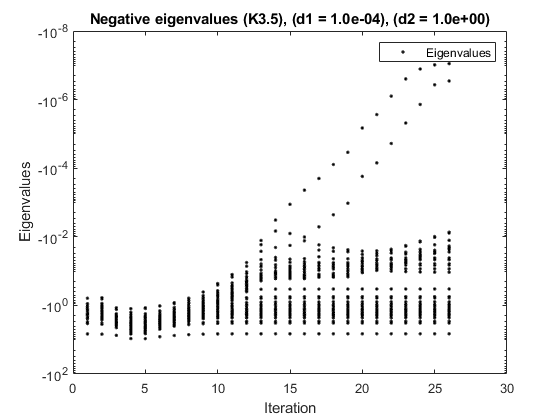 Negative eigenvalues (K3.5), (d1 = 1.0e-04), (d2 = 1.0e+00)
Eigenvalues
-10^-8
-10^-6
-10^-4
-10^-2
-10^0
-10^2
Eigenvalues
0 5 10 15 20 25 30
Iteration